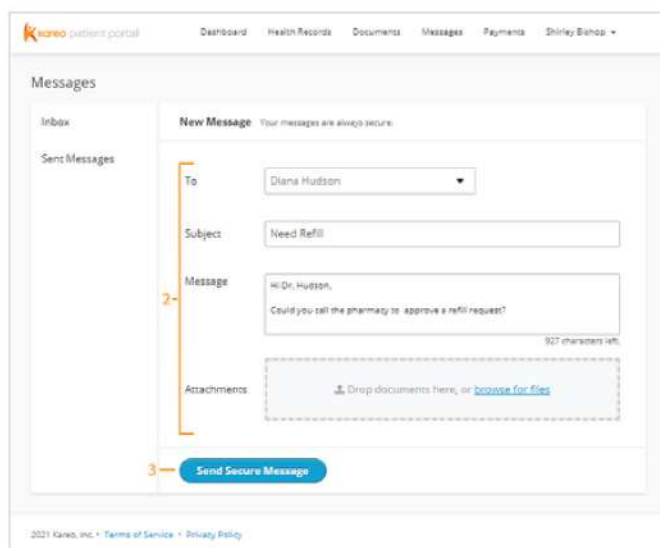 kareo patient portal Dashboard Health Records Documents Messages Payments Shirley Bishop
Messages
Inbox
New Message Your messages are always secure.
Sent Messages
To
Diana Hudson
Subject
Need Refill
Message
Hi Dr. Hudson,
Could you call the pharmacy to approve a refill request?
2
927 characters left.
Attachments
Drop documents here, or browse for files
3
Send Secure Message
2021 Kareo, Inc. • Terms of Service • Privacy Policy